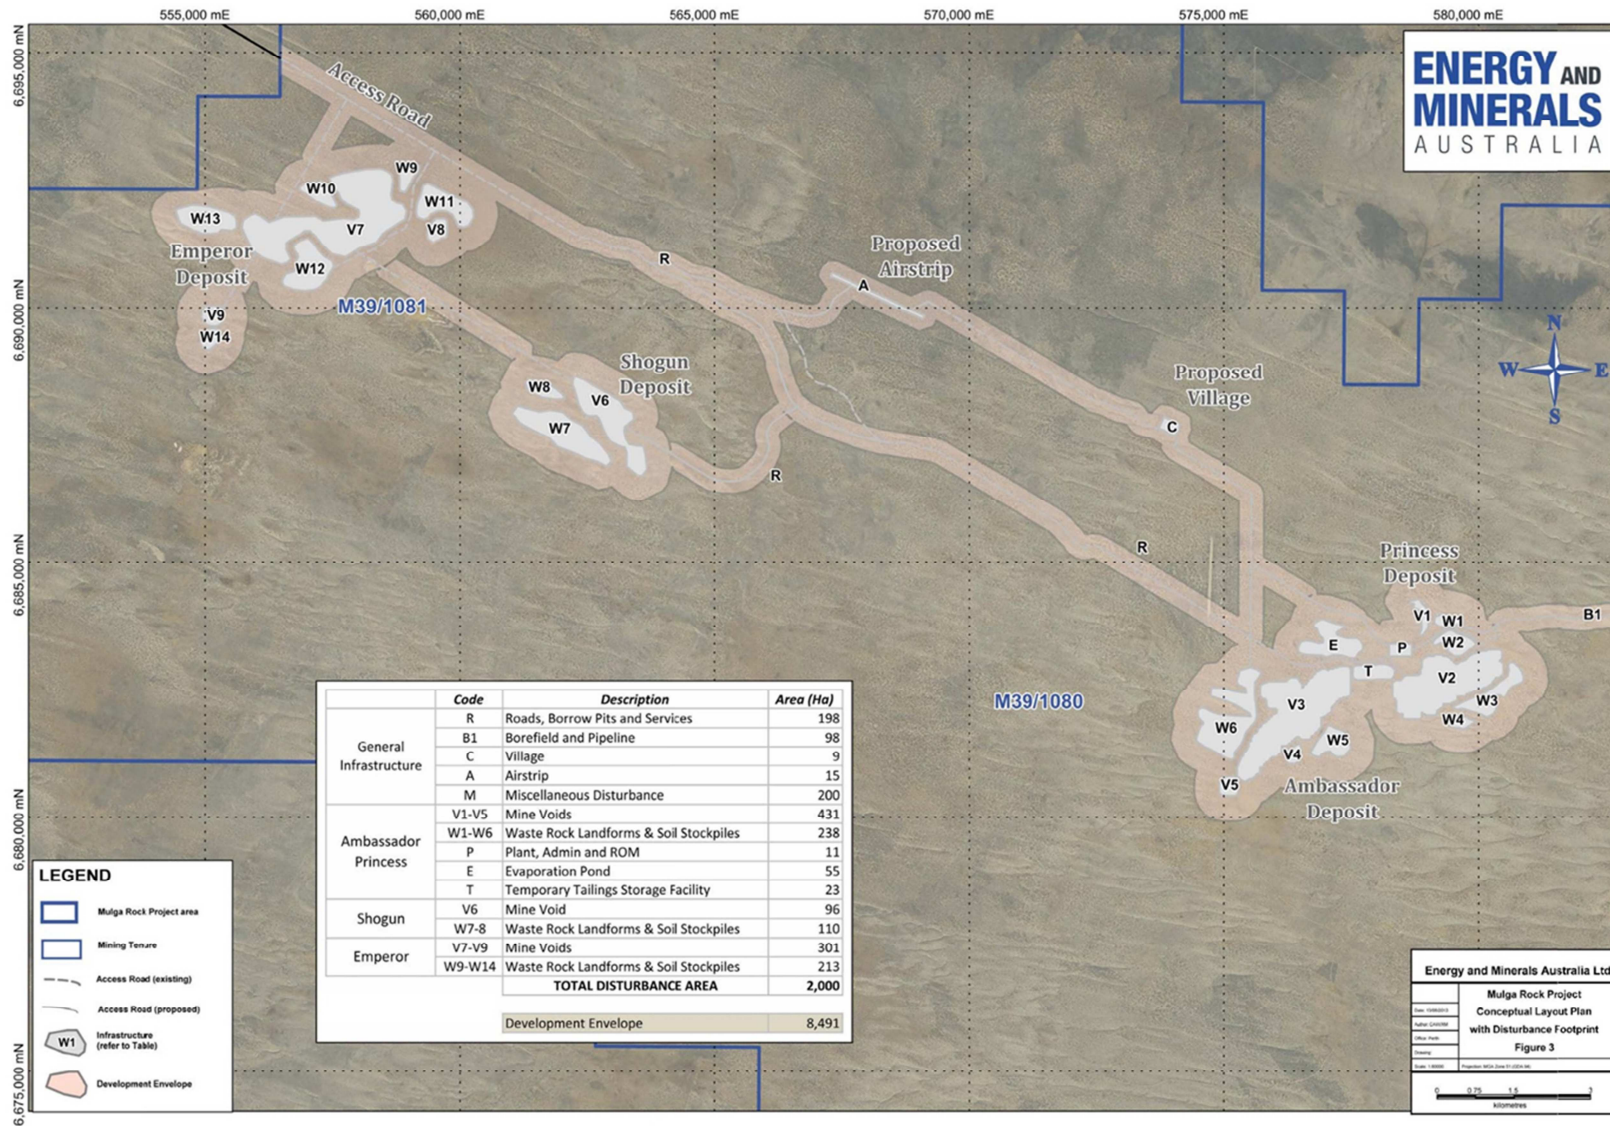 555,000 mE
560,000 mE
565,000 mE
570,000 mE
575,000 mE
580,000 mE
6,695,000 mN
6,690,000 mN
6,685,000 mN
6,680,000 mN
6,675,000 mN
ENERGY AND
MINERALS
AUSTRALIA
Access Road
W9
W10
W11
W13
V7
V8
Emperor
Deposit
W12
M39/1081
V9
W14
R
Proposed
Airstrip
A
N
W E
S
Shogun
Deposit
W8
V6
W7
R
Proposed
Village
C
R
Princess
Deposit
V1
W1
B1
W2
E
P
T
V2
W3
W4
M39/1080
V3
W6
W5
V4
V5
Ambassador
Deposit
Code Description Area (Ha)
General
Infrastructure
R Roads, Borrow Pits and Services 198
B1 Borefield and Pipeline 98
C Village 9
A Airstrip 15
M Miscellaneous Disturbance 200
Ambassador
Princess
V1-V5 Mine Voids 431
W1-W6 Waste Rock Landforms & Soil Stockpiles 238
P Plant, Admin and ROM 11
E Evaporation Pond 55
T Temporary Tailings Storage Facility 23
Shogun
V6 Mine Void 96
W7-8 Waste Rock Landforms & Soil Stockpiles 110
Emperor
V7-V9 Mine Voids 301
W9-W14 Waste Rock Landforms & Soil Stockpiles 213
TOTAL DISTURBANCE AREA 2,000
Development Envelope 8,491
LEGEND
Mulga Rock Project area
Mining Tenure
Access Road (existing)
Access Road (proposed)
W1
Infrastructure
(refer to Table)
Development Envelope
Energy and Minerals Australia Ltd
Mulga Rock Project
Conceptual Layout Plan
with Disturbance Footprint
Figure 3
0 0.75 1.5 3
kilometres